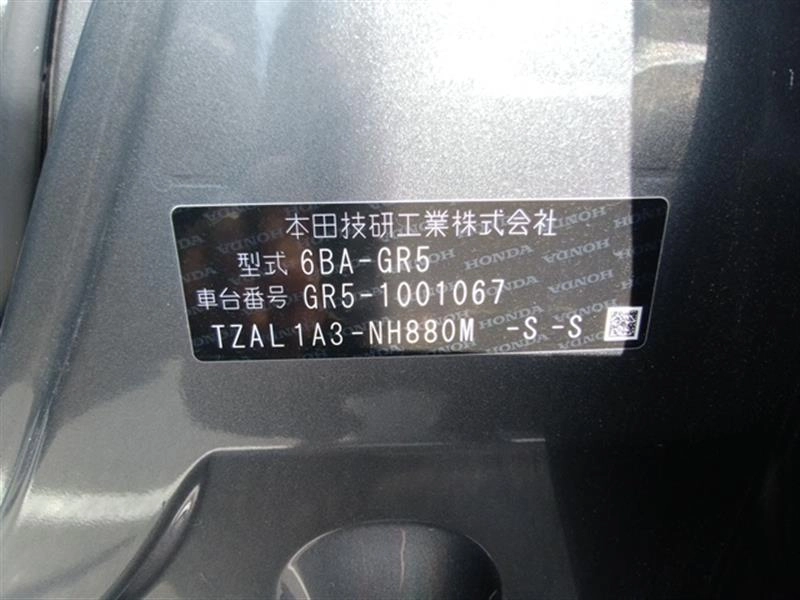 本田技研工業株式会社
型式 6BA-GR5
車台番号 GR5-1001067
TZAL1A3-NH880M -S -S